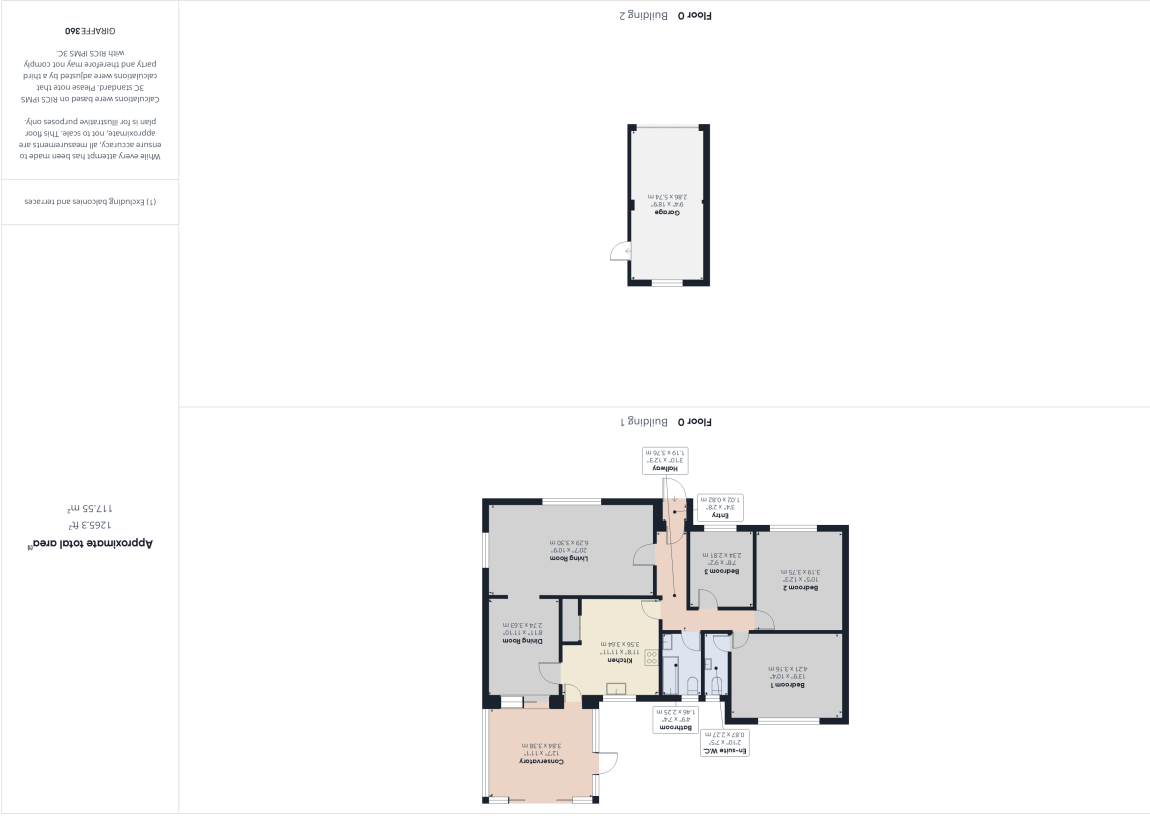 Conservatory
12'7" x 11'1"
3.84 x 3.38 m
En-suite W.C.
2'10" x 7'5"
0.87 x 2.27 m
Bathroom
4'9" x 7'4"
1.46 x 2.25 m
Bedroom 1
13'9" x 10'4"
4.21 x 3.16 m
Kitchen
11'8" x 11'11"
3.56 x 3.64 m
Dining Room
8'11" x 11'10"
2.74 x 3.63 m
Bedroom 2
10'5" x 12'3"
3.19 x 3.75 m
Bedroom 3
7'8" x 9'2"
2.34 x 2.81 m
Living Room
20'7" x 10'9"
6.29 x 3.30 m
Entry
3'4" x 2'8"
1.02 x 0.82 m
Hallway
3'10" x 12'3"
1.19 x 3.76 m
Floor 0 Building 1
Garage
9'4" x 18'9"
2.86 x 5.74 m
Floor 0 Building 2
Approximate total area(1)
1265.3 ft²
117.55 m²
(1) Excluding balconies and terraces
While every attempt has been made to
ensure accuracy, all measurements are
approximate, not to scale. This floor
plan is for illustrative purposes only.
Calculations were based on RICS IPMS
3C standard. Please note that
calculations were adjusted by a third
party and therefore may not comply
with RICS IPMS 3C.
GIRAFFE360